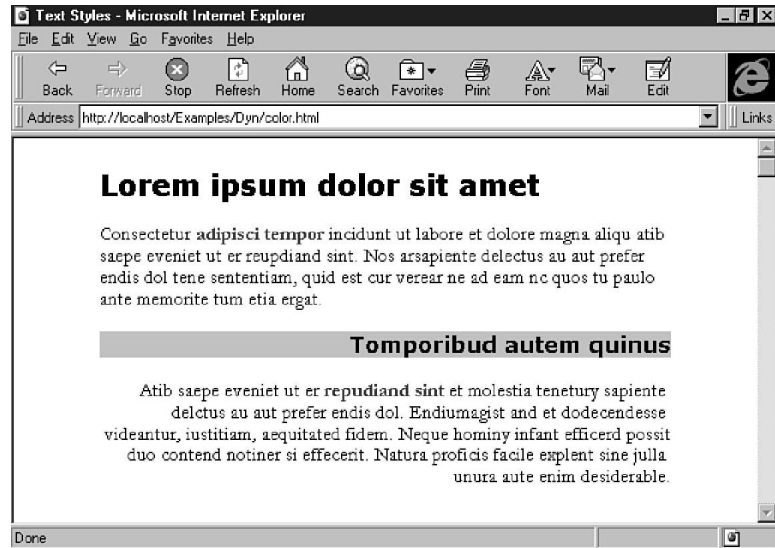 Text Styles - Microsoft Internet Explorer
File Edit View Go Favorites Help
Back Forward Stop Refresh Home Search Favorites Print Font Mail Edit
Address http://localhost/Examples/Dyn/color.html Links
Lorem ipsum dolor sit amet
Consectetur adipisci tempor incidunt ut labore et dolore magna aliqu atib
saepe eveniet ut er reupdiand sint. Nos arsapiente delectus au aut prefer
endis dol tene sententiam, quid est cur verear ne ad eam nc quos tu paulo
ante memorite tum etia ergat.
Tomporibud autem quinus
Atib saepe eveniet ut er repudiand sint et molestia tenetury sapiente
delctus au aut prefer endis dol. Endiumagist and et dodecendesse
videantur, iustitiam, aequitated fidem. Neque hominy infant efficerd possit
duo contend notiner si effecerit. Natura proficis facile explent sine julla
unura aute enim desiderable.
Done